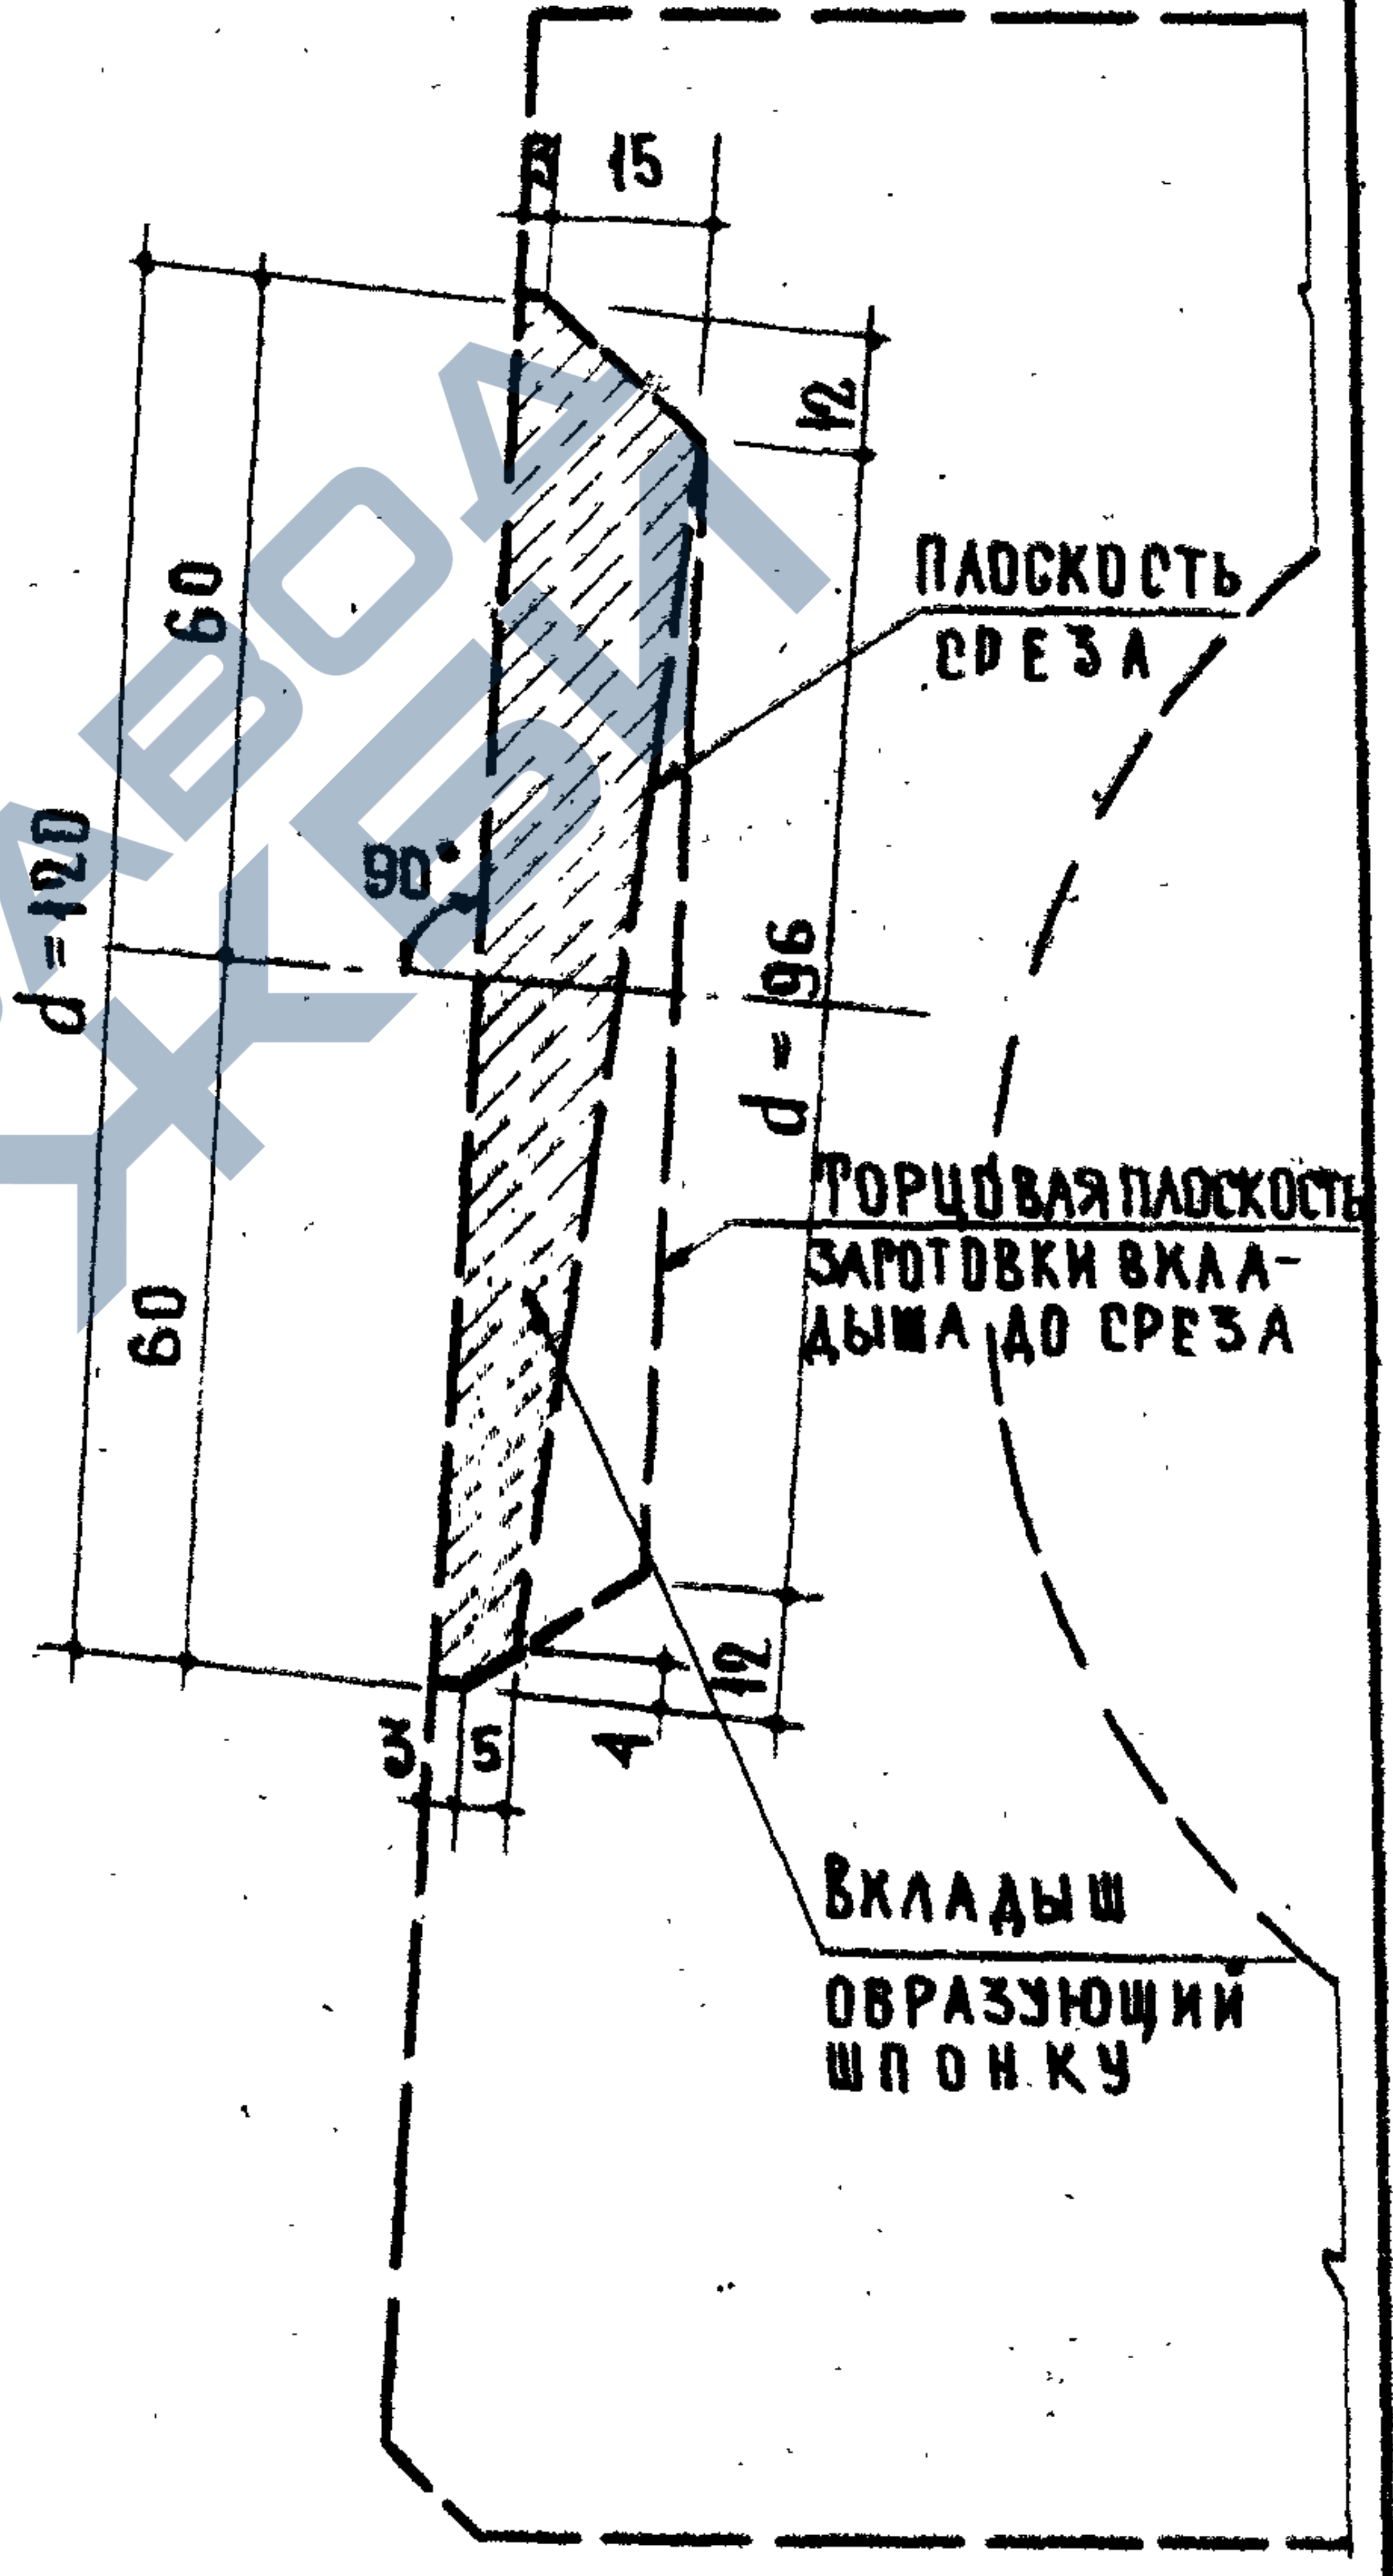 15
12
60
ПЛОСКОСТЬ
СРЕЗА
d = 120
90°
d = 96
ТОРЦОВАЯ ПЛОСКОСТЬ
ЗАГОТОВКИ ВКЛА-
ДЫША ДО СРЕЗА
60
12
3
5
4
ВКЛАДЫШ
ОБРАЗУЮЩИЙ
ШПОНКУ